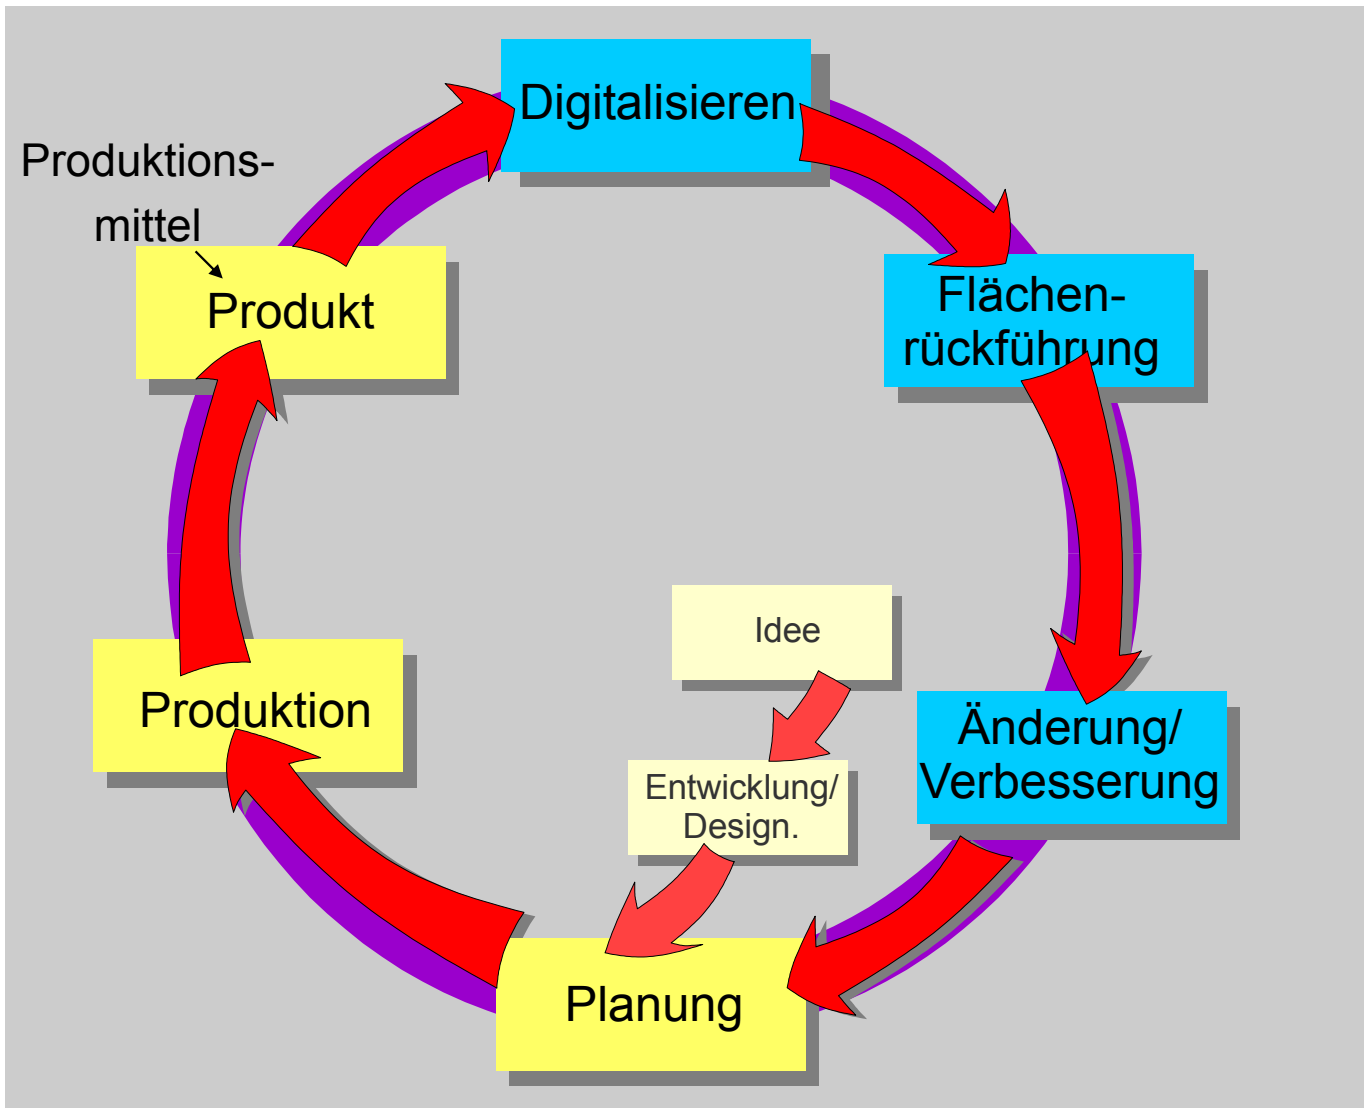 Digitalisieren
Produktions-
mittel
Produkt
Flächen-
rückführung
Idee
Produktion
Änderung/
Verbesserung
Entwicklung/
Design.
Planung